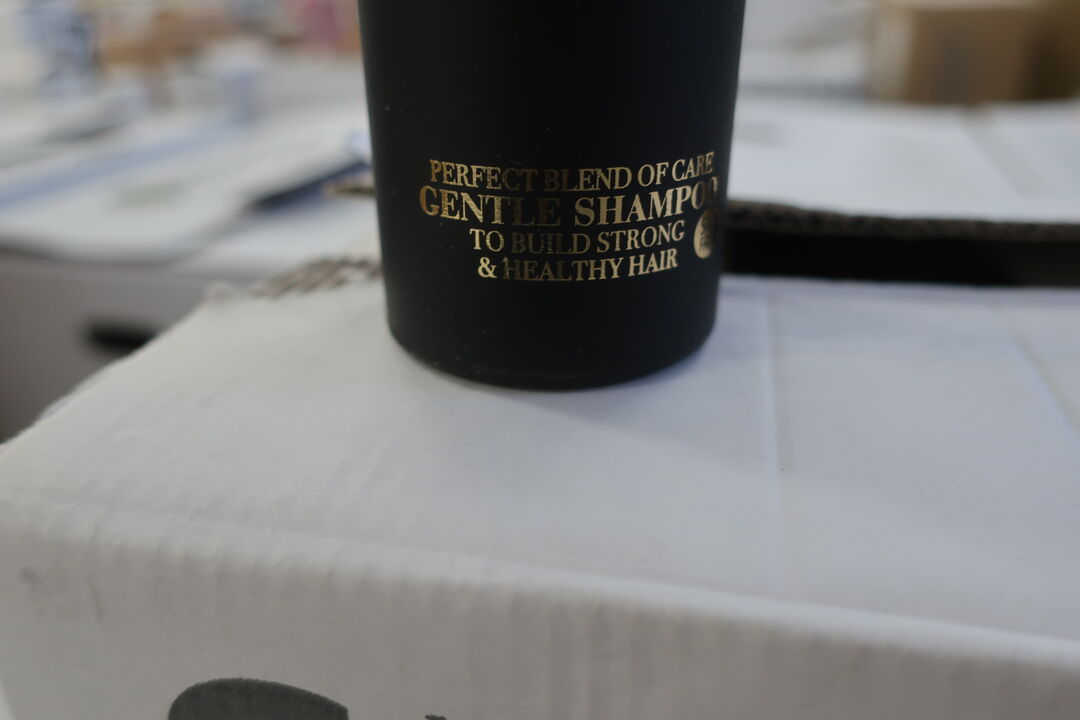 PERFECT BLEND OF CARE
GENTLE SHAMPOO
TO BUILD STRONG
& HEALTHY HAIR